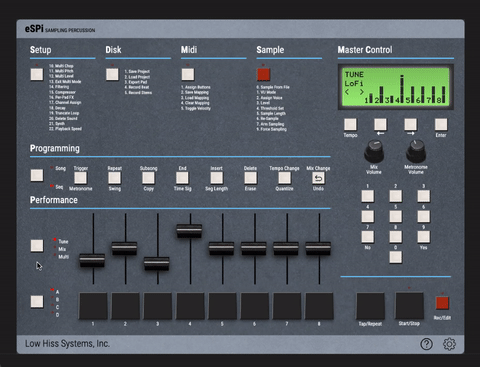 eSPi SAMPLING PERCUSSION
Setup
Disk
Midi
Sample
Master Control
10. Multi Chop
11. Multi Pitch
12. Multi Level
13. Exit Multi Mode
14. Filtering
15. Compressor
16. Per-Pad FX
17. Channel Assign
18. Decay
19. Truncate Loop
20. Delete Sound
21. Synth
22. Playback Speed
1. Save Project
2. Load Project
3. Export Pad
4. Record Beat
5. Record Stems
1. Assign Buttons
2. Save Mapping
3. Load Mapping
4. Clear Mapping
5. Toggle Velocity
0. Sample From File
1. VU Mode
2. Assign Voice
3. Level
4. Threshold Set
5. Sample Length
6. Re-Sample
7. Arm Sampling
9. Force Sampling
TUNE
LoFi
< >
1 2 3 4 5 6 7 8
Tempo
←
→
Enter
Mix Volume
Metronome Volume
Programming
Song
Seq
Trigger
Repeat
Subsong
End
Insert
Delete
Tempo Change
Mix Change
Metronome
Swing
Copy
Time Sig
Seg Length
Erase
Quantize
Undo
Performance
Tune
Mix
Multi
1
2
3
4
5
6
7
8
9
No
0
Yes
A
B
C
D
1
2
3
4
5
6
7
8
Tap/Repeat
Start/Stop
Rec/Edit
Low Hiss Systems, Inc.
?